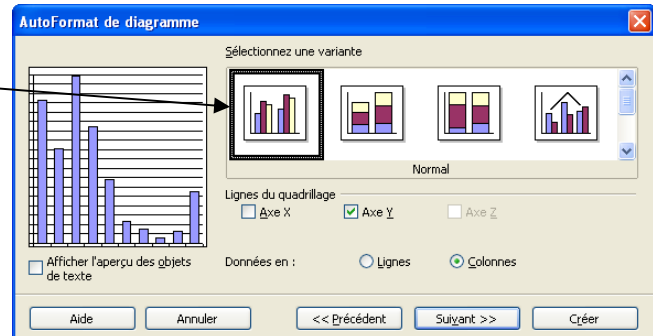 AutoFormat de diagramme
Sélectionnez une variante
Normal
Lignes du quadrillage
Axe X
Axe Y
Axe Z
Afficher l'aperçu des objets
de texte
Données en :
Lignes
Colonnes
Aide
Annuler
<< Précédent
Suivant >>
Créer